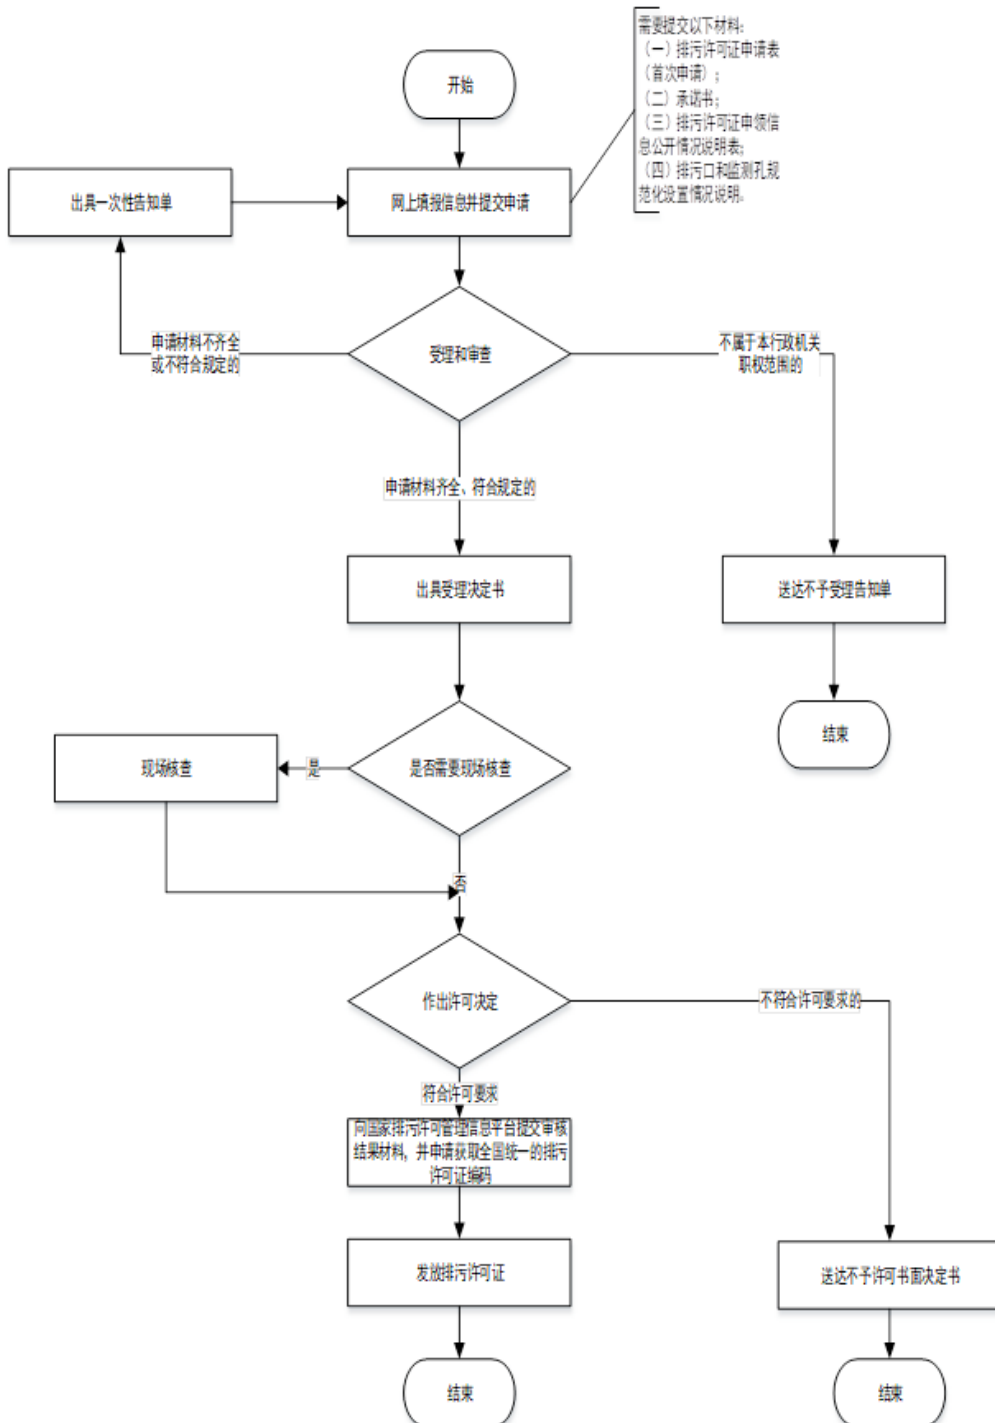 开始
需要提交以下材料:
（一）排污许可证申请表
（首次申请）;
（二）承诺书;
（三）排污许可证申领信
息公开情况说明表;
（四）排污口和监测孔规
范化设置情况说明。
出具一次性告知单
网上填报信息并提交申请
申请材料不齐全
或不符合规定的
受理和审查
不属于本行政机关
职权范围的
申请材料齐全、符合规定的
出具受理决定书
送达不予受理告知单
结束
现场核查
是
是否需要现场核查
否
作出许可决定
不符合许可要求的
符合许可要求
向国家排污许可管理信息平台提交审核
结果材料，并申请获取全国统一的排污
许可证编码
发放排污许可证
送达不予许可书面决定书
结束
结束